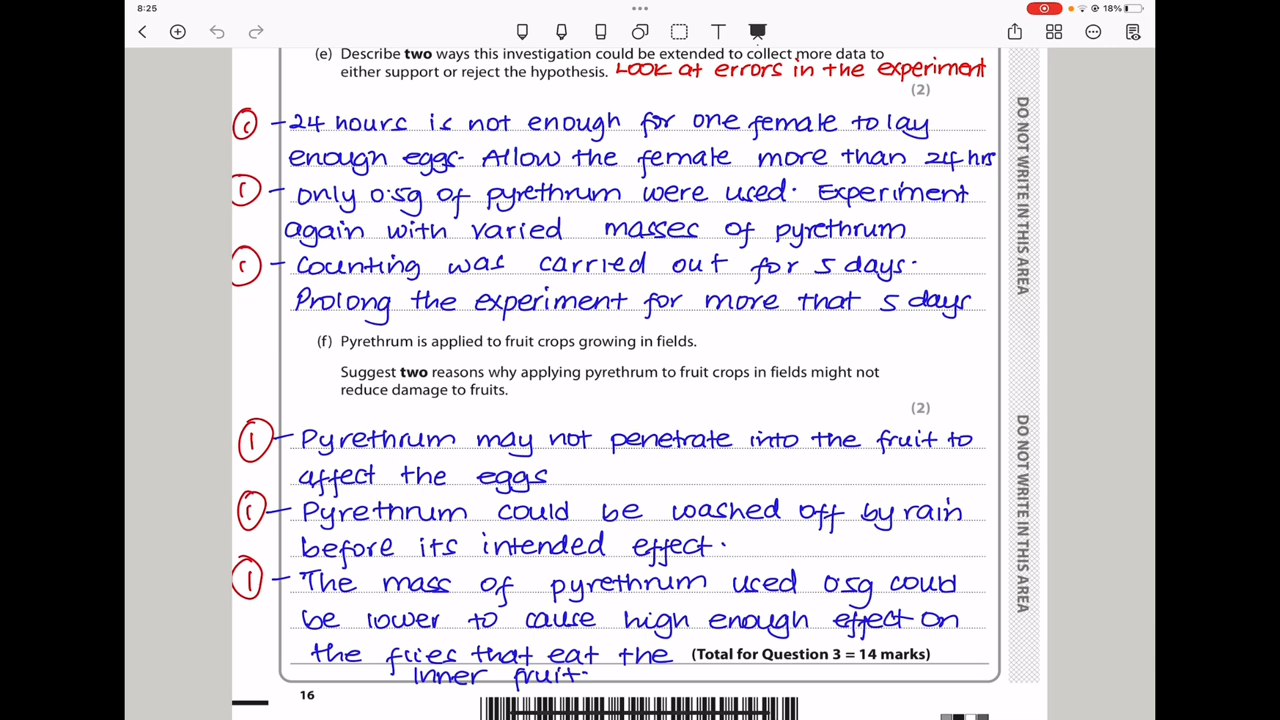 8:25
18%
T
(e) Describe two ways this investigation could be extended to collect more data to
either support or reject the hypothesis. Look at errors in the experiment
(2)
1 - 24 hours is not enough for one female to lay
enough eggs. Allow the female more than 24 hrs
1 - only 0.5g of pyrethrum were used. Experiment
again with varied masses of pyrethrum
1 - Counting was carried out for 5 days.
Prolong the experiment for more that 5 days
(f) Pyrethrum is applied to fruit crops growing in fields.
Suggest two reasons why applying pyrethrum to fruit crops in fields might not
reduce damage to fruits.
(2)
1 - Pyrethrum may not penetrate into the fruit to
affect the eggs
1 - Pyrethrum could be washed off by rain
before its intended effect.
1 - The mass of pyrethrum used 0.5g could
be lower to cause high enough effect on
the flies that eat the (Total for Question 3 = 14 marks)
inner fruit.
16
DO NOT WRITE IN THIS AREA
DO NOT WRITE IN THIS AREA